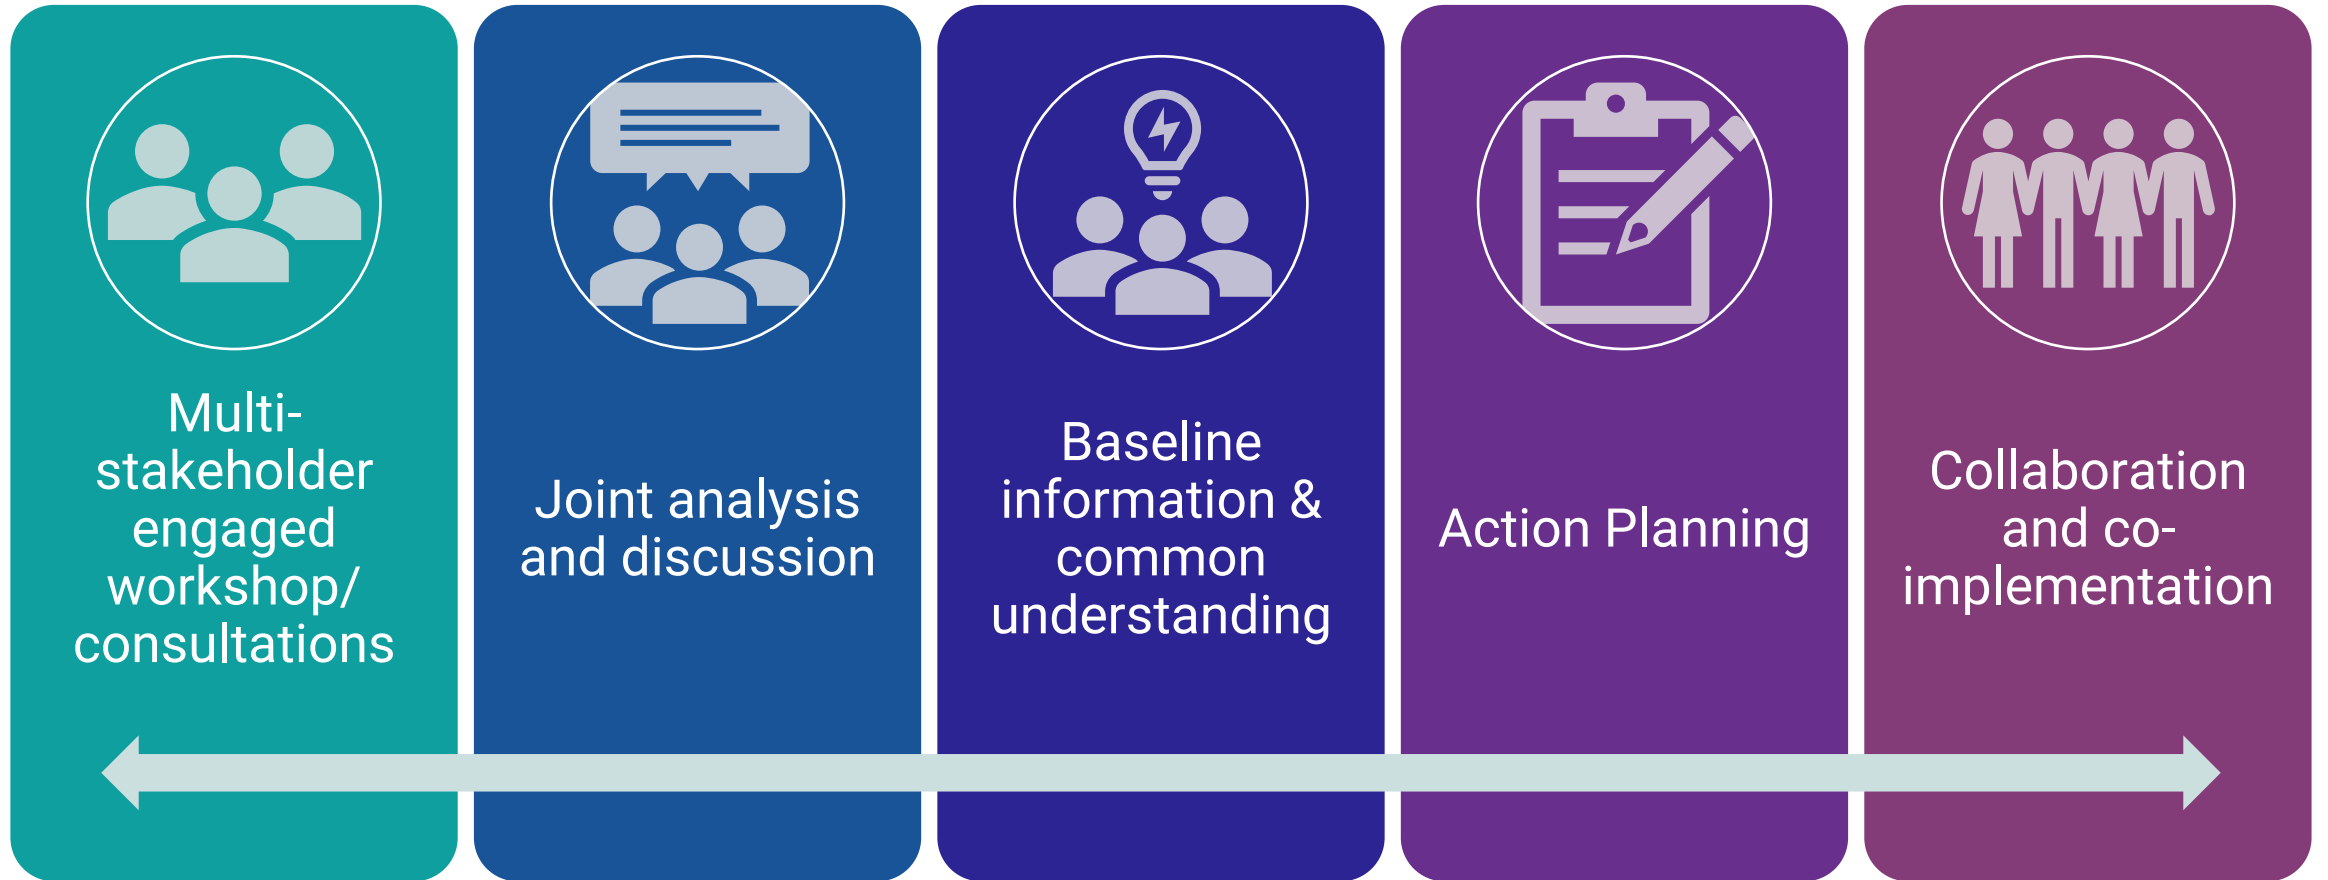 Multi-
stakeholder
engaged
workshop/
consultations
Joint analysis
and discussion
Baseline
information &
common
understanding
Action Planning
Collaboration
and co-
implementation